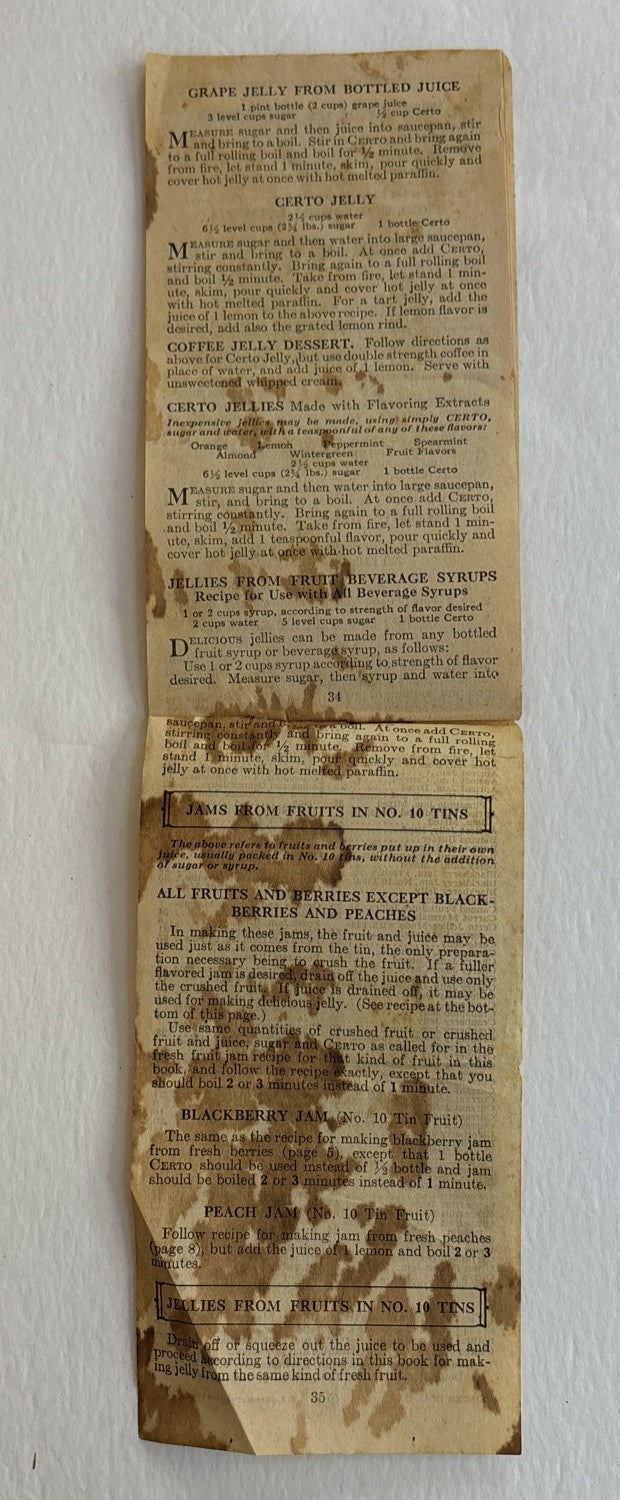 GRAPE JELLY FROM BOTTLED JUICE
1 pint bottle (2 cups) grape juice
3 level cups sugar ½ cup Certo
MEASURE sugar and then juice into saucepan, stir
and bring to a boil. Stir in CERTO and bring again
to a full rolling boil and boil for ½ minute. Remove
from fire, let stand 1 minute, skim, pour quickly and
cover hot jelly at once with hot melted paraffin.
CERTO JELLY
2¼ cups water
6½ level cups (2¾ lbs.) sugar 1 bottle Certo
MEASURE sugar and then water into large saucepan,
stir and bring to a boil. At once add CERTO,
stirring constantly. Bring again to a full rolling boil
and boil ½ minute. Take from fire, let stand 1 min-
ute, skim, pour quickly and cover hot jelly at once
with hot melted paraffin. For a tart jelly, add the
juice of 1 lemon to the above recipe. If lemon flavor is
desired, add also the grated lemon rind.
COFFEE JELLY DESSERT. Follow directions as
above for Certo Jelly, but use double strength coffee in
place of water, and add juice of 1 lemon. Serve with
unsweetened whipped cream.
CERTO JELLIES Made with Flavoring Extracts
Inexpensive jellies may be made, using simply CERTO,
sugar and water, with a teaspoonful of any of these flavors:
Orange Lemon Peppermint Spearmint
Almond Wintergreen Fruit Flavors
2¼ cups water
6½ level cups (2¾ lbs.) sugar 1 bottle Certo
MEASURE sugar and then water into large saucepan,
stir, and bring to a boil. At once add CERTO,
stirring constantly. Bring again to a full rolling boil
and boil ½ minute. Take from fire, let stand 1 min-
ute, skim, add 1 teaspoonful flavor, pour quickly and
cover hot jelly at once with hot melted paraffin.
JELLIES FROM FRUIT BEVERAGE SYRUPS
Recipe for Use with All Beverage Syrups
1 or 2 cups syrup, according to strength of flavor desired
2 cups water 5 level cups sugar 1 bottle Certo
DELICIOUS jellies can be made from any bottled
fruit syrup or beverage syrup, as follows:
Use 1 or 2 cups syrup according to strength of flavor
desired. Measure sugar, then syrup and water into
34
saucepan, stir and bring to a boil. At once add CERTO,
stirring constantly and bring again to a full rolling
boil and boil for ½ minute. Remove from fire, let
stand 1 minute, skim, pour quickly and cover hot
jelly at once with hot melted paraffin.
JAMS FROM FRUITS IN NO. 10 TINS
The above refers to fruits and berries put up in their own
juice, usually packed in No. 10 tins, without the addition
of sugar or syrup.
ALL FRUITS AND BERRIES EXCEPT BLACK-
BERRIES AND PEACHES
In making these jams, the fruit and juice may be
used just as it comes from the tin, the only prepara-
tion necessary being to crush the fruit. If a fuller
flavored jam is desired, drain off the juice and use only
the crushed fruit. If juice is drained off, it may be
used for making delicious jelly. (See recipe at the bot-
tom of this page.)
Use same quantities of crushed fruit or crushed
fruit and juice, sugar and CERTO as called for in the
fresh fruit jam recipe for that kind of fruit in this
book, and follow the recipe exactly, except that you
should boil 2 or 3 minutes instead of 1 minute.
BLACKBERRY JAM (No. 10 Tin Fruit)
The same as the recipe for making blackberry jam
from fresh berries (page 5), except that 1 bottle
CERTO should be used instead of ½ bottle and jam
should be boiled 2 or 3 minutes instead of 1 minute.
PEACH JAM (No. 10 Tin Fruit)
Follow recipe for making jam from fresh peaches
(page 8), but add the juice of 1 lemon and boil 2 or 3
minutes.
JELLIES FROM FRUITS IN NO. 10 TINS
Drain off or squeeze out the juice to be used and
proceed according to directions in this book for mak-
ing jelly from the same kind of fresh fruit.
35